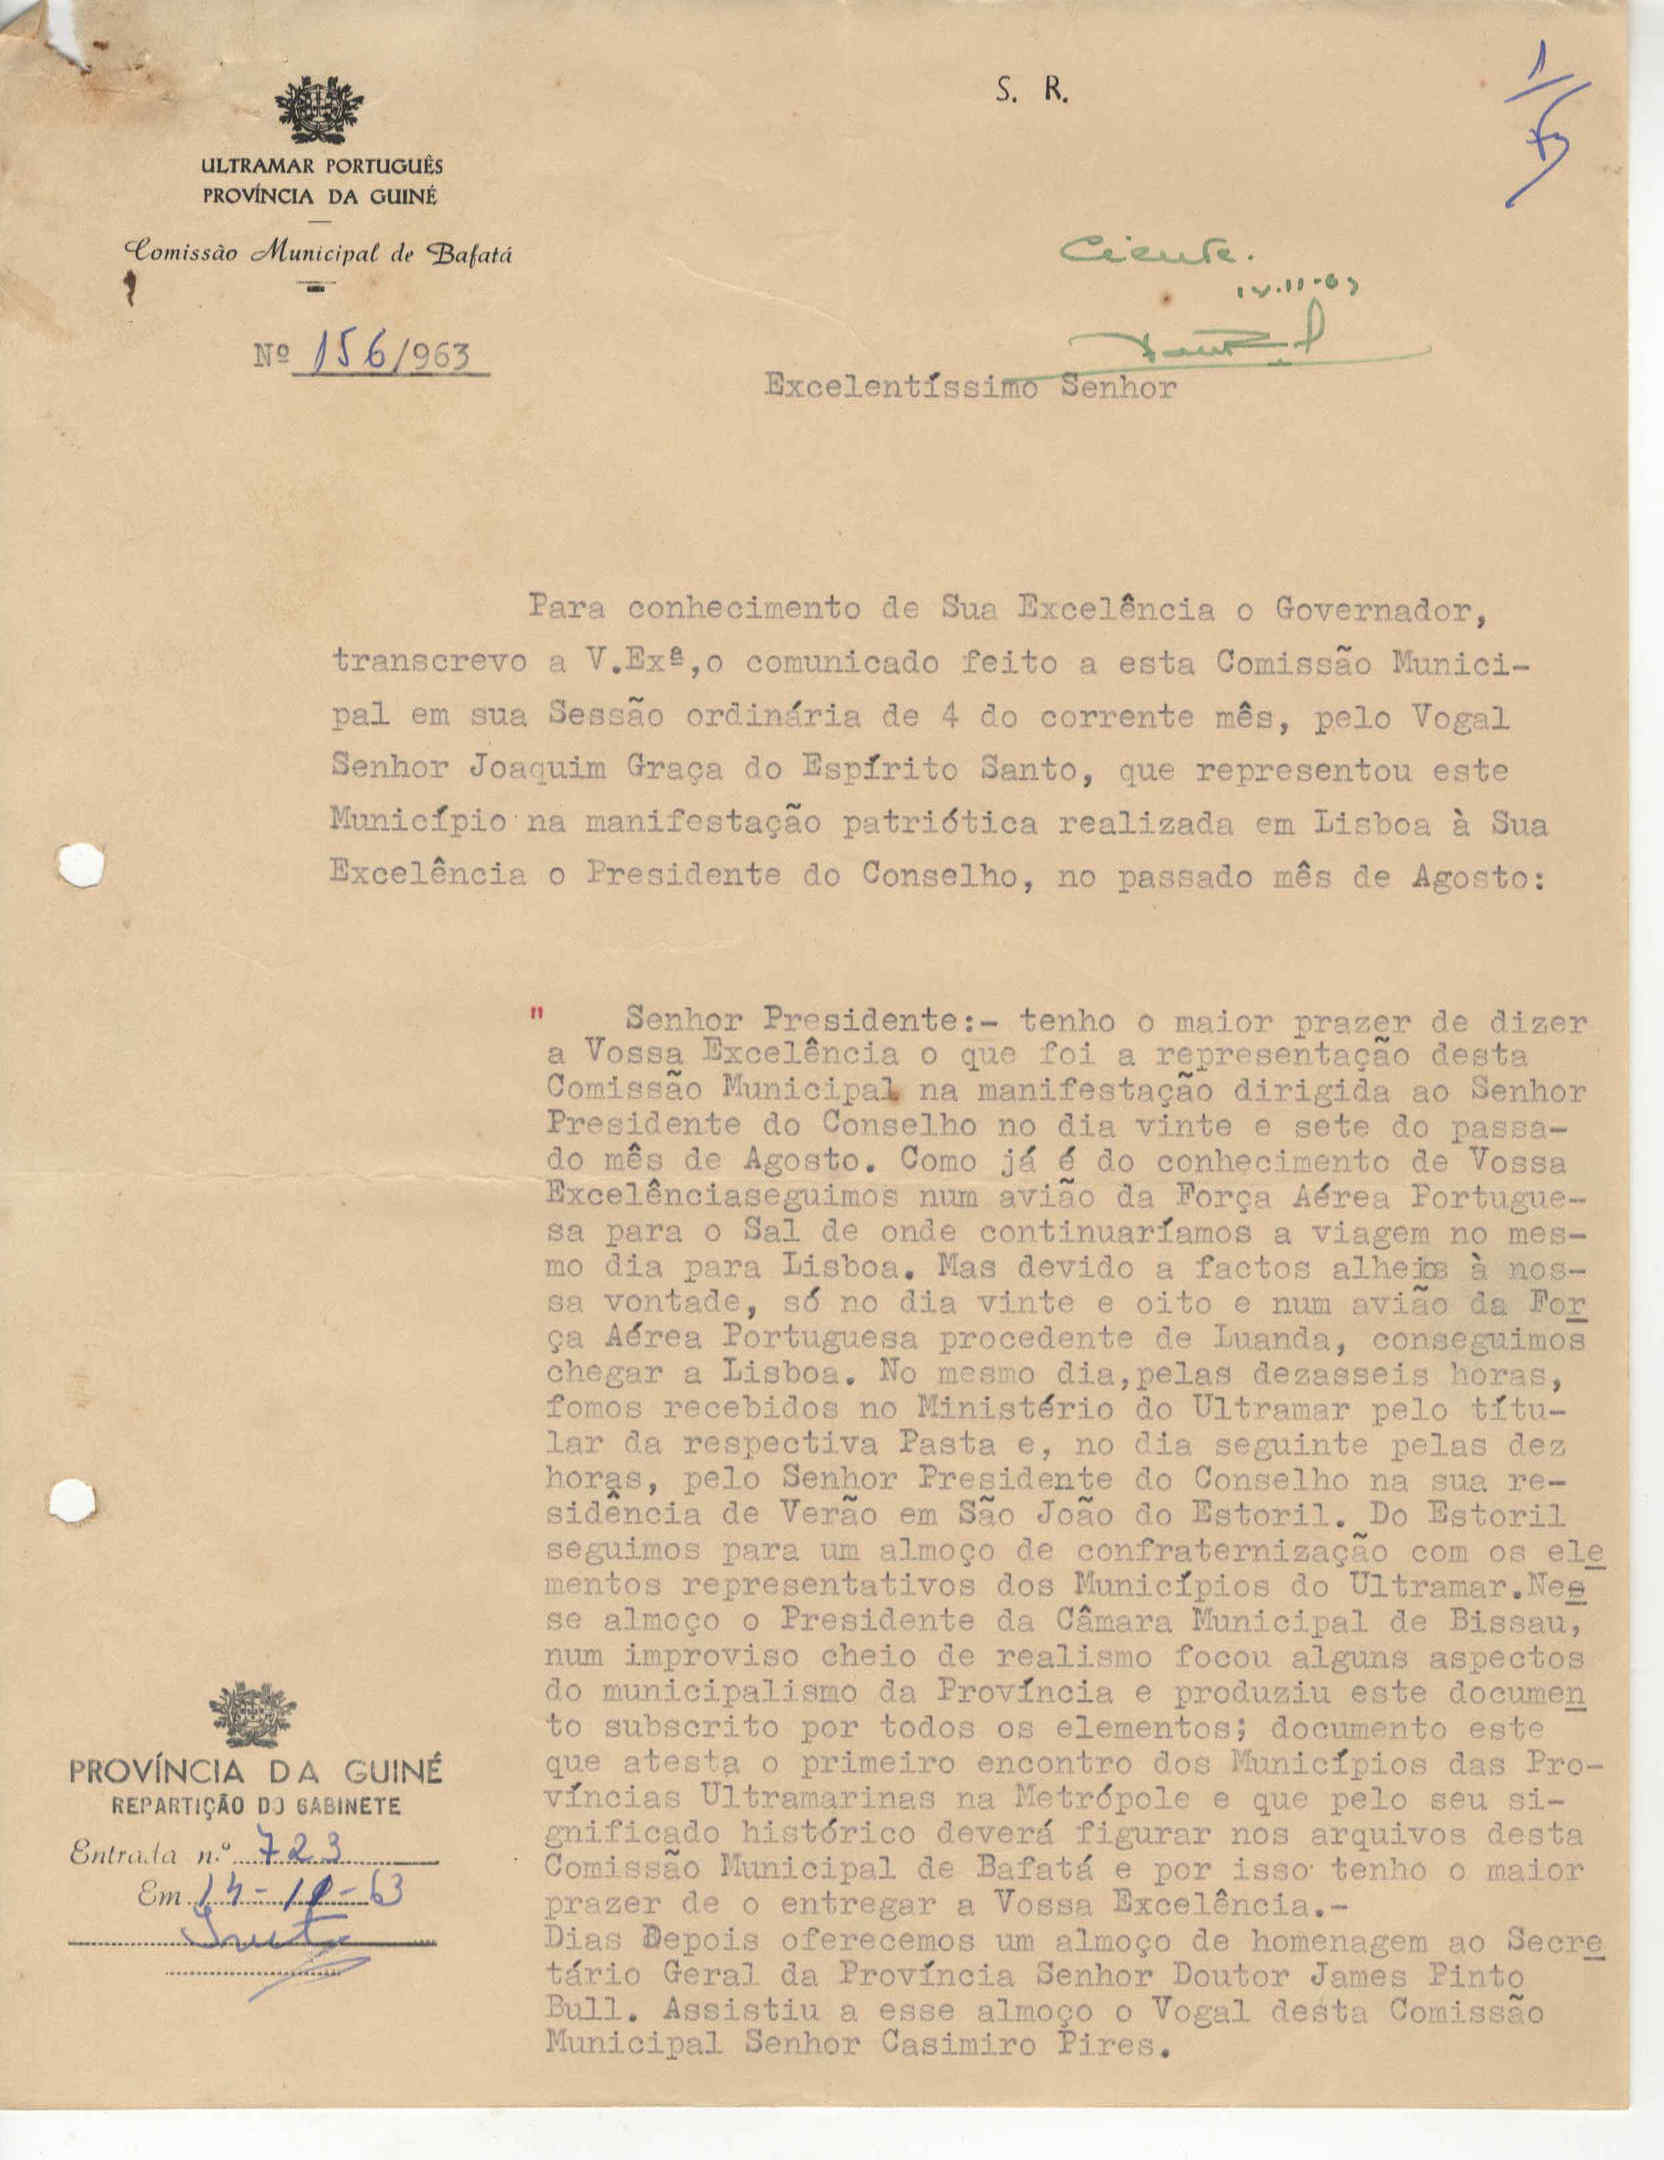 S. R.
ULTRAMAR PORTUGUÊS
PROVÍNCIA DA GUINÉ
Comissão Municipal de Bafatá
Ciente.
Nº 156/963
Excelentíssimo Senhor
Para conhecimento de Sua Excelência o Governador,
transcrevo a V.Exª,o comunicado feito a esta Comissão Munici-
pal em sua Sessão ordinária de 4 do corrente mês, pelo Vogal
Senhor Joaquim Graça do Espírito Santo, que representou este
Município na manifestação patriótica realizada em Lisboa à Sua
Excelência o Presidente do Conselho, no passado mês de Agosto:
" Senhor Presidente:- tenho o maior prazer de dizer
a Vossa Excelência o que foi a representação desta
Comissão Municipal na manifestação dirigida ao Senhor
Presidente do Conselho no dia vinte e sete do passa-
do mês de Agosto. Como já é do conhecimento de Vossa
Excelênciaseguimos num avião da Força Aérea Portugue-
sa para o Sal de onde continuaríamos a viagem no mes-
mo dia para Lisboa. Mas devido a factos alheios à nos-
sa vontade, só no dia vinte e oito e num avião da For
ça Aérea Portuguesa procedente de Luanda, conseguimos
chegar a Lisboa. No mesmo dia,pelas dezasseis horas,
fomos recebidos no Ministério do Ultramar pelo títu-
lar da respectiva Pasta e, no dia seguinte pelas dez
horas, pelo Senhor Presidente do Conselho na sua re-
sidência de Verão em São João do Estoril. Do Estoril
seguimos para um almoço de confraternização com os ele
mentos representativos dos Municípios do Ultramar.Nes
se almoço o Presidente da Câmara Municipal de Bissau,
num improviso cheio de realismo focou alguns aspectos
do municipalismo da Província e produziu este documen
to subscrito por todos os elementos; documento este
que atesta o primeiro encontro dos Municípios das Pro-
víncias Ultramarinas na Metrópole e que pelo seu si-
gnificado histórico deverá figurar nos arquivos desta
Comissão Municipal de Bafatá e por isso tenho o maior
prazer de o entregar a Vossa Excelência.-
Dias Depois oferecemos um almoço de homenagem ao Secre
tário Geral da Província Senhor Doutor James Pinto
Bull. Assistiu a esse almoço o Vogal desta Comissão
Municipal Senhor Casimiro Pires.
PROVÍNCIA DA GUINÉ
REPARTIÇÃO DO GABINETE
Entrada n.º 723
Em